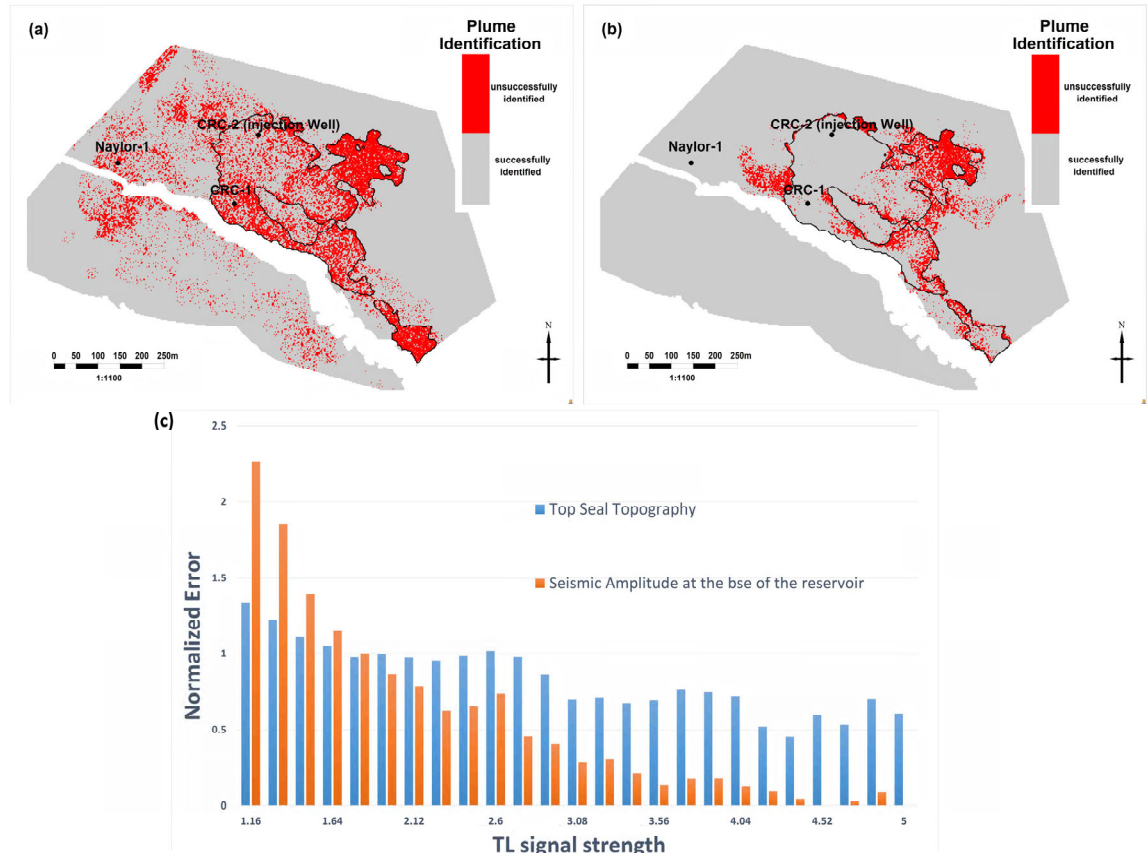 (a)
Plume
Identification
unsuccessfully
identified
successfully
identified
CRC-2 (injection Well)
Naylor-1
CRC-1
0 50 100 150 200 250m
1:1100
N
(b)
Plume
Identification
unsuccessfully
identified
successfully
identified
CRC-2 (injection Well)
Naylor-1
CRC-1
0 50 100 150 200 250m
1:1100
N
(c)
2.5
2
1.5
1
0.5
0
Normalized Error
Top Seal Topography
Seismic Amplitude at the bse of the reservoir
1.16 1.64 2.12 2.6 3.08 3.56 4.04 4.52 5
TL signal strength